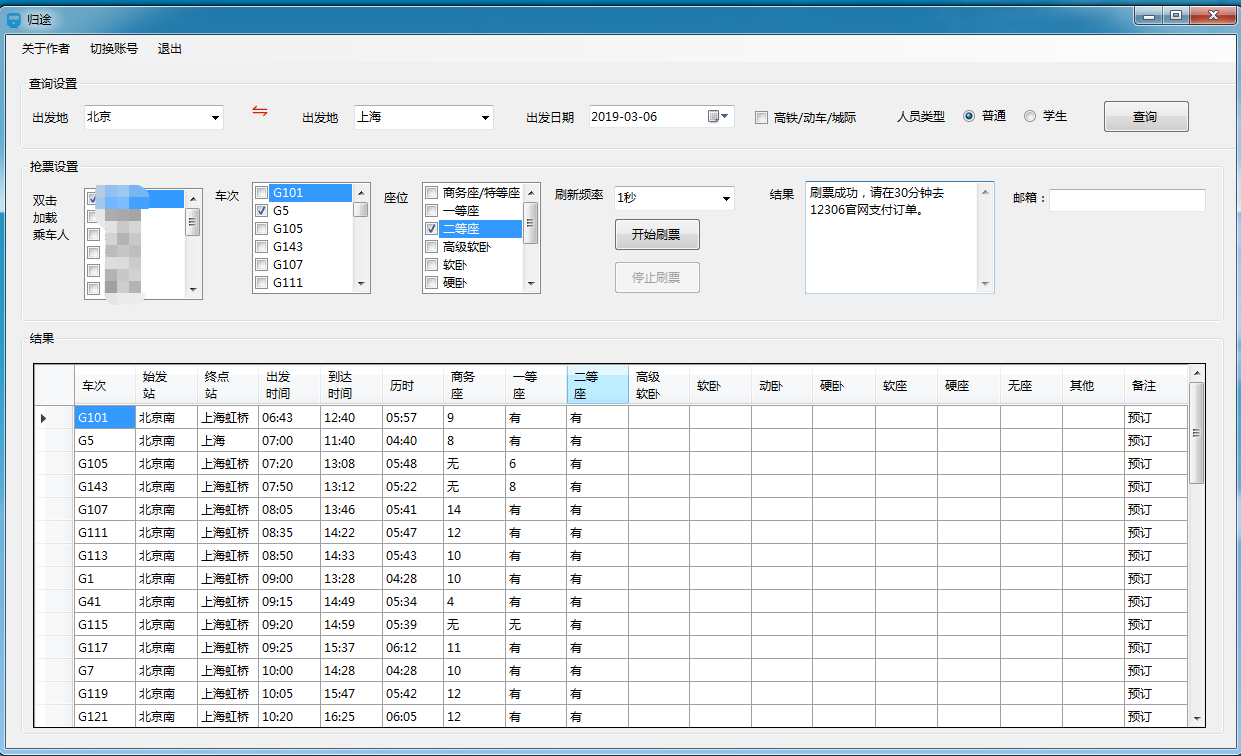 归途
关于作者 切换账号 退出
查询设置
出发地 北京 出发地 上海 出发日期 2019-03-06 高铁/动车/城际 人员类型 普通 学生 查询
抢票设置
双击
加载
乘车人
车次
G101
G5
G105
G143
G107
G111
座位
商务座/特等座
一等座
二等座
高级软卧
软卧
硬卧
刷新频率 1秒
开始刷票
停止刷票
结果
刷票成功，请在30分钟去
12306官网支付订单。
邮箱：
结果
车次 始发站 终点站 出发时间 到达时间 历时 商务座 一等座 二等座 高级软卧 软卧 动卧 硬卧 软座 硬座 无座 其他 备注
G101 北京南 上海虹桥 06:43 12:40 05:57 9 有 有 预订
G5 北京南 上海 07:00 11:40 04:40 8 有 有 预订
G105 北京南 上海虹桥 07:20 13:08 05:48 无 6 有 预订
G143 北京南 上海虹桥 07:50 13:12 05:22 无 8 有 预订
G107 北京南 上海虹桥 08:05 13:46 05:41 14 有 有 预订
G111 北京南 上海虹桥 08:35 14:22 05:47 12 有 有 预订
G113 北京南 上海虹桥 08:50 14:33 05:43 10 有 有 预订
G1 北京南 上海虹桥 09:00 13:28 04:28 10 有 有 预订
G41 北京南 上海虹桥 09:15 14:49 05:34 4 有 有 预订
G115 北京南 上海虹桥 09:20 14:59 05:39 无 无 有 预订
G117 北京南 上海虹桥 09:25 15:37 06:12 11 有 有 预订
G7 北京南 上海虹桥 10:00 14:28 04:28 10 有 有 预订
G119 北京南 上海虹桥 10:05 15:47 05:42 12 有 有 预订
G121 北京南 上海虹桥 10:20 16:25 06:05 12 有 有 预订